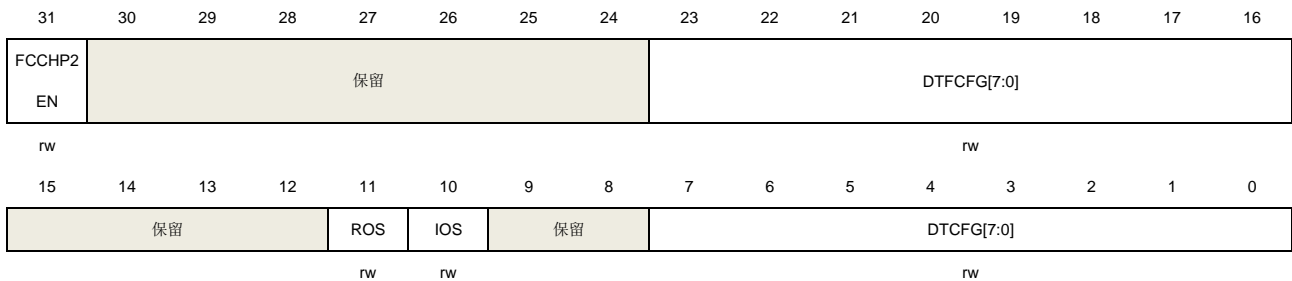 31 30 29 28 27 26 25 24 23 22 21 20 19 18 17 16
FCCHP2
EN
保留
DTFCFG[7:0]
rw rw
15 14 13 12 11 10 9 8 7 6 5 4 3 2 1 0
保留 ROS IOS 保留 DTCFG[7:0]
rw rw rw